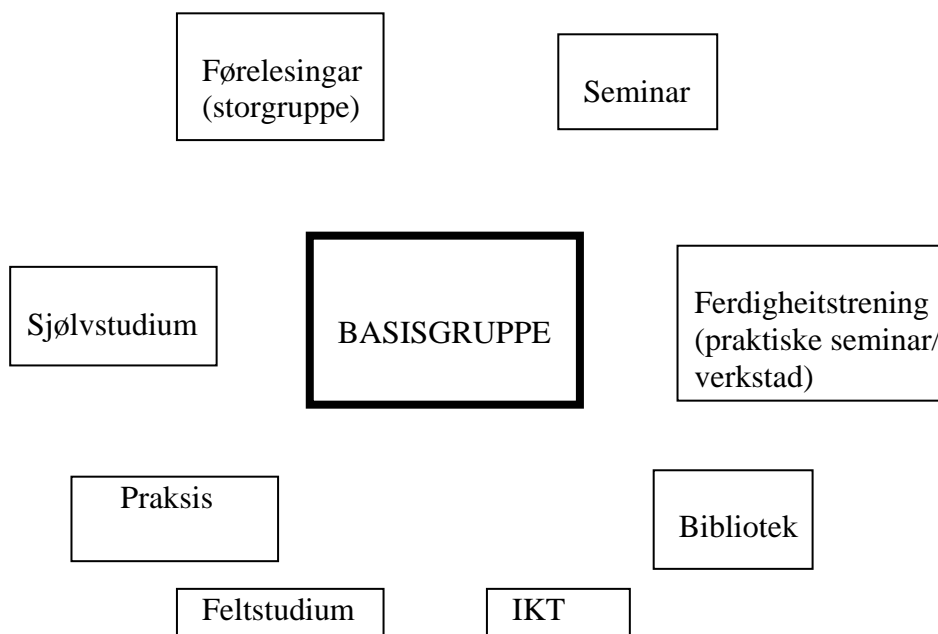 Førelesingar
(storgruppe)
Seminar
Sjølvstudium
BASISGRUPPE
Ferdigheitstrening
(praktiske seminar/
verkstad)
Praksis
Bibliotek
Feltstudium
IKT